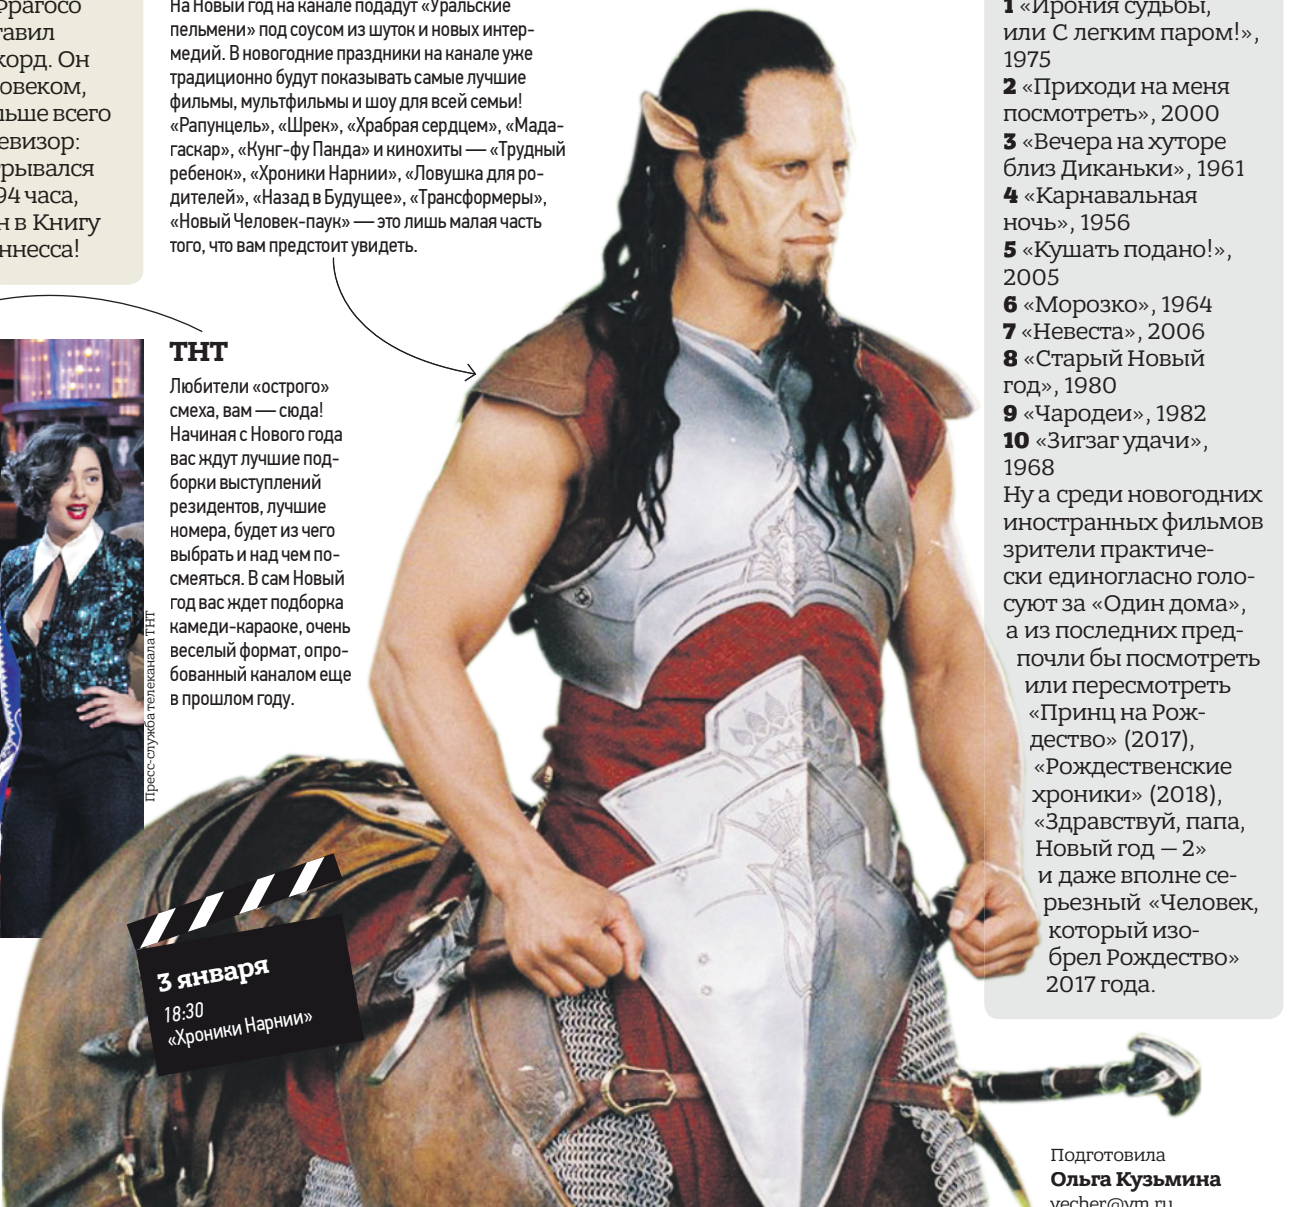 Фрагосо
тавил
корд. Он
ловеком,
льше всего
евизор:
трывался
94 часа,
н в Книгу
ннесса!
На Новый год на канале подадут «Уральские
пельмени» под соусом из шуток и новых интер-
медий. В новогодние праздники на канале уже
традиционно будут показывать самые лучшие
фильмы, мультфильмы и шоу для всей семьи!
«Рапунцель», «Шрек», «Храбрая сердцем», «Мада-
гаскар», «Кунг-фу Панда» и кинохиты — «Трудный
ребенок», «Хроники Нарнии», «Ловушка для ро-
дителей», «Назад в Будущее», «Трансформеры»,
«Новый Человек-паук» — это лишь малая часть
того, что вам предстоит увидеть.
ТНТ
Любители «острого»
смеха, вам — сюда!
Начиная с Нового года
вас ждут лучшие под-
борки выступлений
резидентов, лучшие
номера, будет из чего
выбрать и над чем по-
смеяться. В сам Новый
год вас ждет подборка
камеди-караоке, очень
веселый формат, опро-
бованный каналом еще
в прошлом году.
Пресс-служба телеканала ТНТ
3 января
18:30
«Хроники Нарнии»
1 «Ирония судьбы,
или С легким паром!»,
1975
2 «Приходи на меня
посмотреть», 2000
3 «Вечера на хуторе
близ Диканьки», 1961
4 «Карнавальная
ночь», 1956
5 «Кушать подано!»,
2005
6 «Морозко», 1964
7 «Невеста», 2006
8 «Старый Новый
год», 1980
9 «Чародеи», 1982
10 «Зигзаг удачи»,
1968
Ну а среди новогодних
иностранных фильмов
зрители практиче-
ски единогласно голо-
суют за «Один дома»,
а из последних пред-
почли бы посмотреть
или пересмотреть
«Принц на Рож-
дество» (2017),
«Рождественские
хроники» (2018),
«Здравствуй, папа,
Новый год — 2»
и даже вполне се-
рьезный «Человек,
который изо-
брел Рождество»
2017 года.
Подготовила
Ольга Кузьмина
vecher@vm.ru